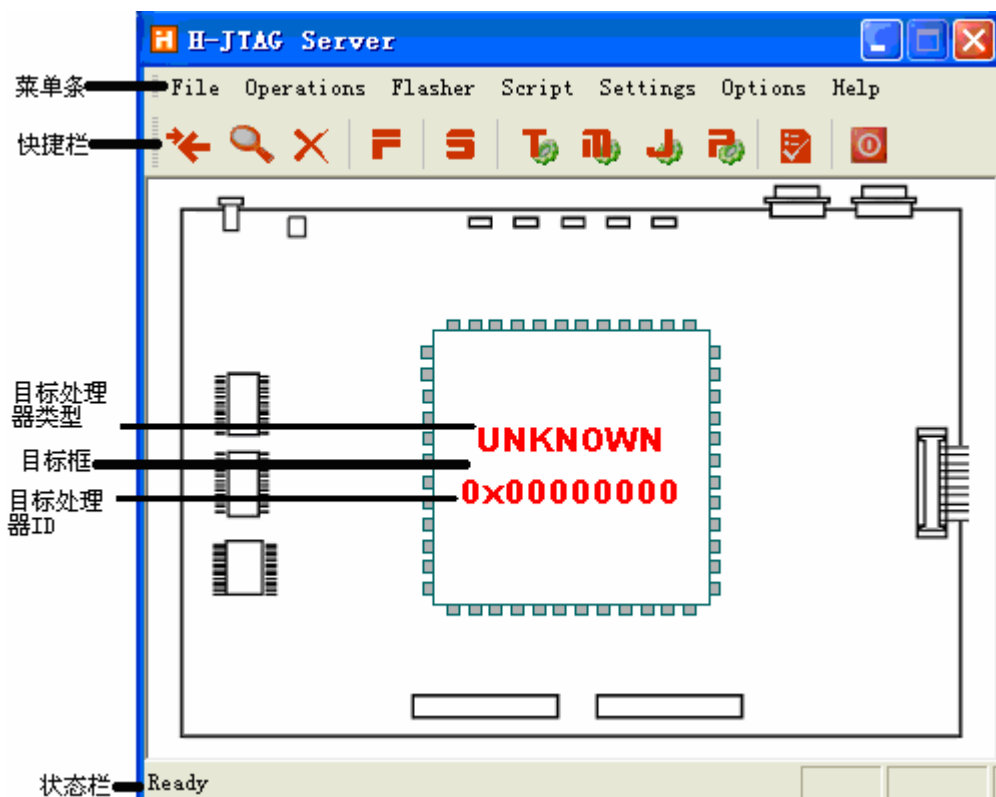 H-JTAG Server
菜单条
File Operations Flasher Script Settings Options Help
快捷栏
F S T M J P
目标处理
器类型
UNKNOWN
目标框
0x00000000
目标处理
器ID
状态栏
Ready